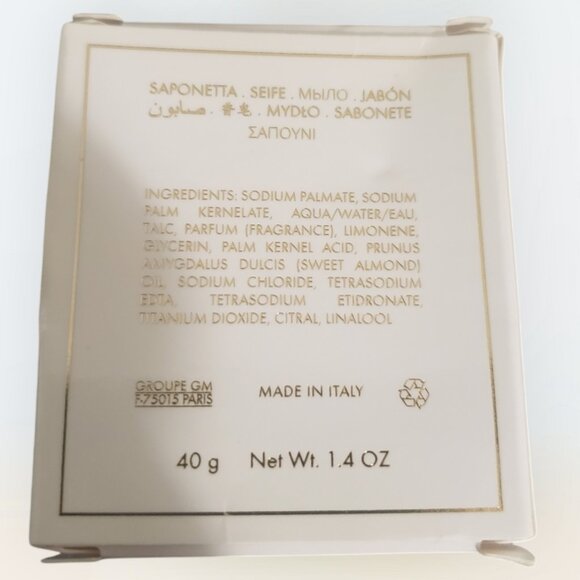 SAPONETTA . SEIFE . МЫЛО . JABÓN
صابون . 香皂 . MYDŁO . SABONETE
ΣΑΠΟΥΝΙ
INGREDIENTS: SODIUM PALMATE, SODIUM
PALM KERNELATE, AQUA/WATER/EAU,
TALC, PARFUM (FRAGRANCE), LIMONENE,
GLYCERIN, PALM KERNEL ACID, PRUNUS
AMYGDALUS DULCIS (SWEET ALMOND)
OIL, SODIUM CHLORIDE, TETRASODIUM
EDTA, TETRASODIUM ETIDRONATE,
TITANIUM DIOXIDE, CITRAL, LINALOOL
GROUPE GM
F-75015 PARIS
MADE IN ITALY
40 g Net Wt. 1.4 OZ